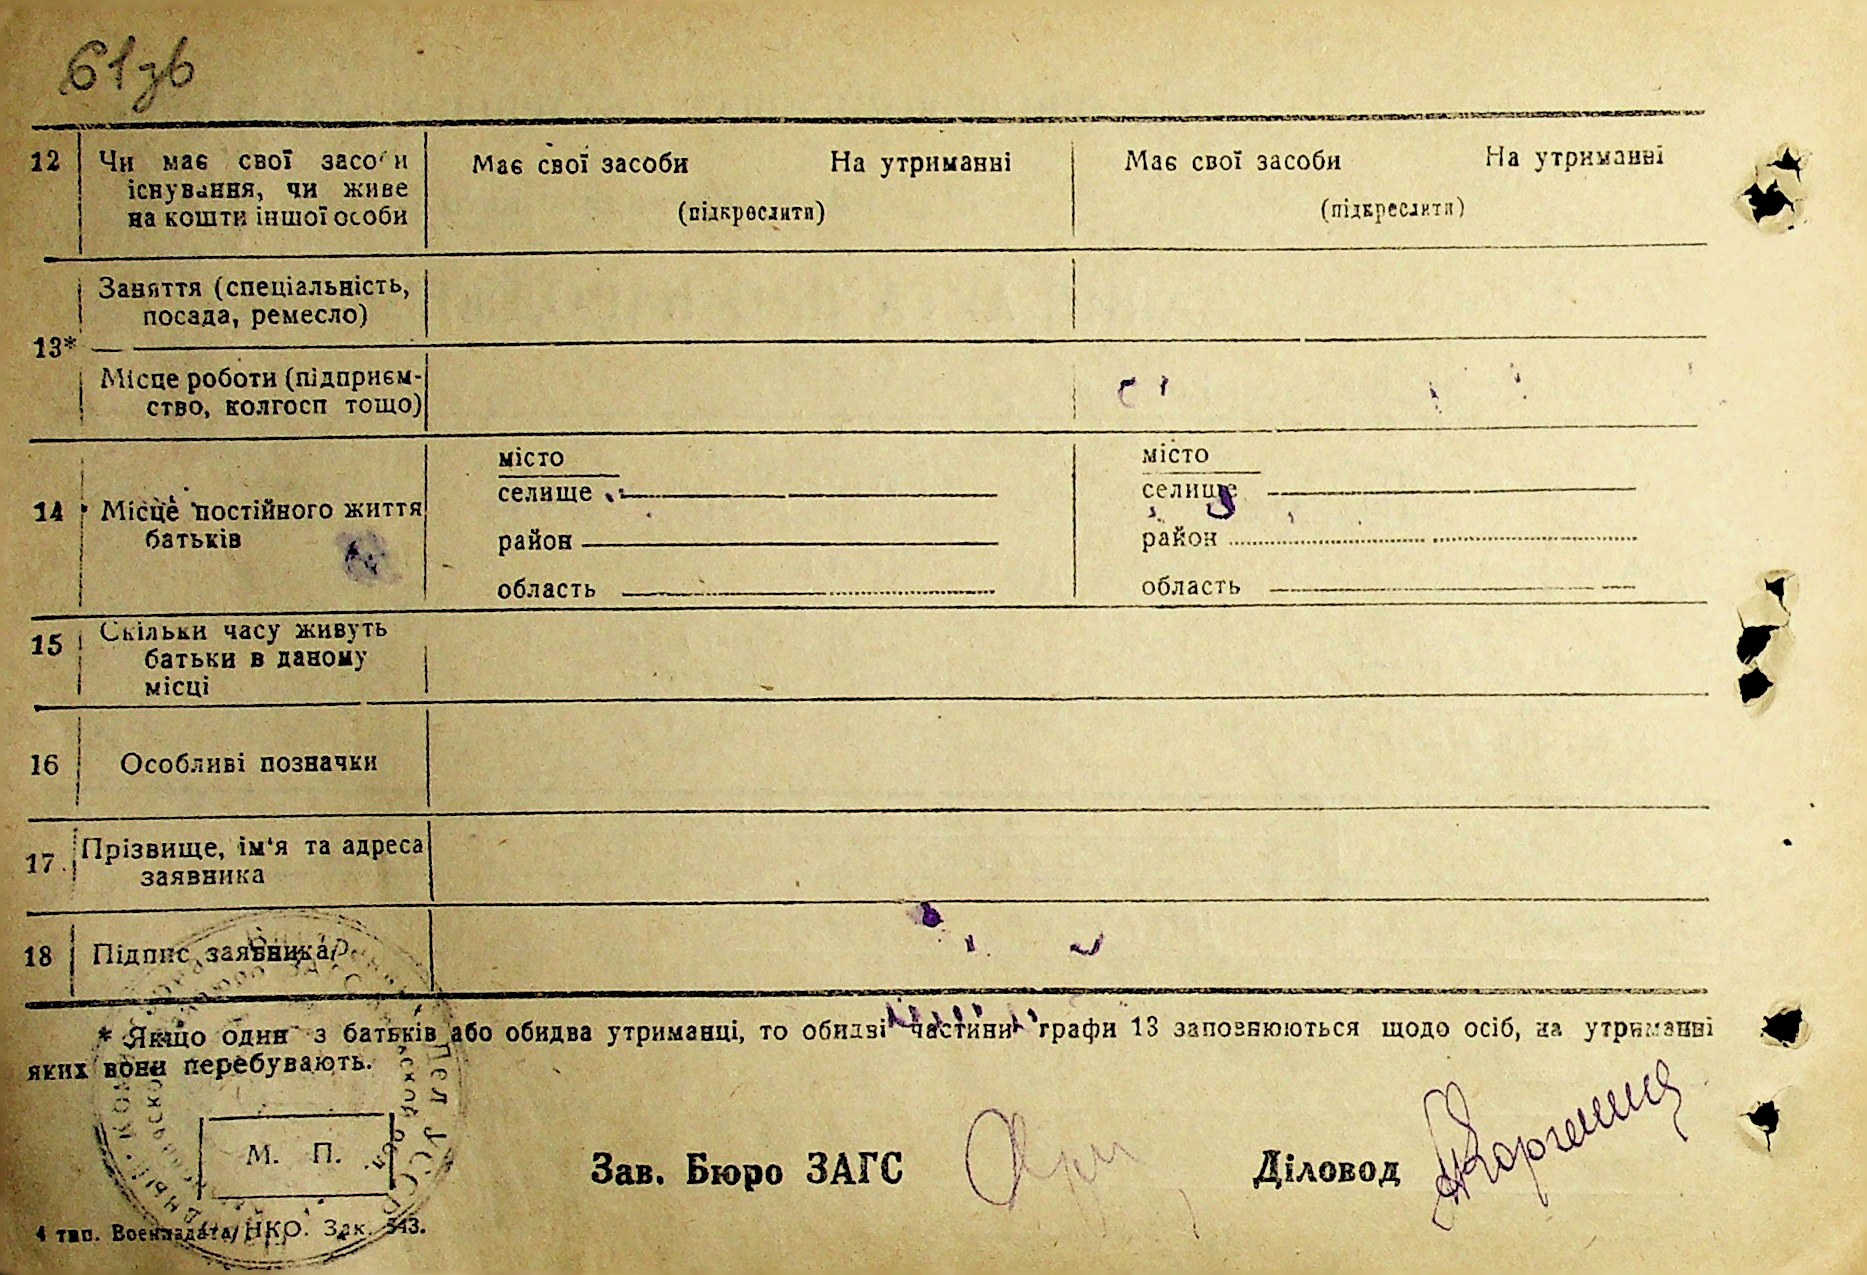 61зв
12 Чи має свої засоби Має свої засоби На утриманні Має свої засоби На утриманні
існування, чи живе
на кошти іншої особи (підкреслити) (підкреслити)
Заняття (спеціальність,
посада, ремесло)
13*
Місце роботи (підприєм-
ство, колгосп тощо)
місто місто
селище селище
14 Місце постійного життя
батьків район район
область область
15 Скільки часу живуть
батьки в даному
місці
16 Особливі позначки
17. Прізвище, ім'я та адреса
заявника
18 Підпис заявника
* Якщо один з батьків або обидва утриманці, то обидві частини графи 13 заповнюються щодо осіб, на утриманні
яких вони перебувають.
М. П.
Зав. Бюро ЗАГС Діловод
4 тип. Воениздата НКО. Зак. 543.